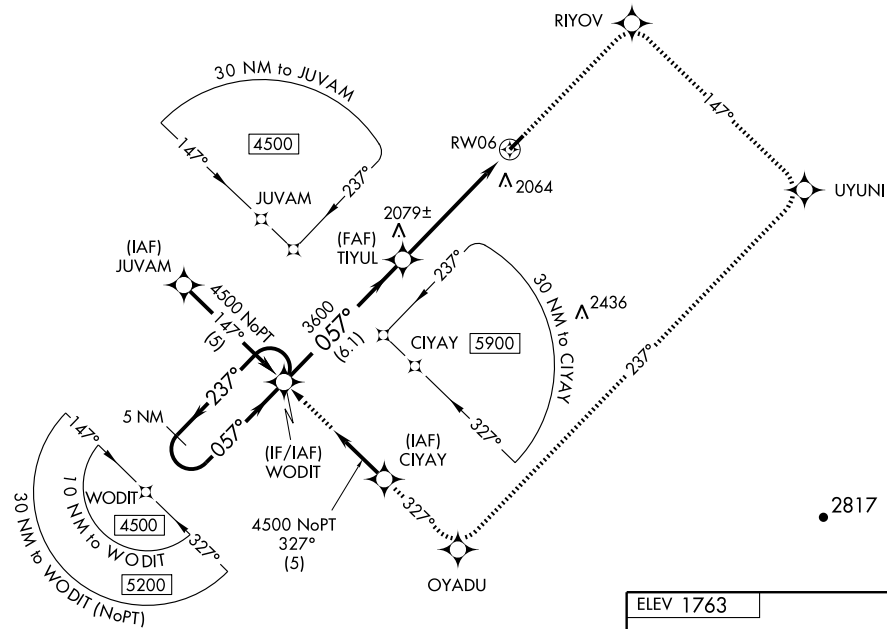 RIYOV
30 NM to JUVAM
4500
147°
237°
JUVAM
147°
RW06
2064
UYUNI
2079±
(FAF)
TIYUL
(IAF)
JUVAM
4500 NoPT
147°
(5)
3600
057°
(6.1)
237°
30 NM to CIYAY
2436
CIYAY
5900
327°
237°
237°
057°
5 NM
(IF/IAF)
WODIT
(IAF)
CIYAY
147°
WODIT
4500
10 NM to WODIT
5200
30 NM to WODIT (NoPT)
327°
4500 NoPT
327°
(5)
327°
OYADU
2817
ELEV 1763